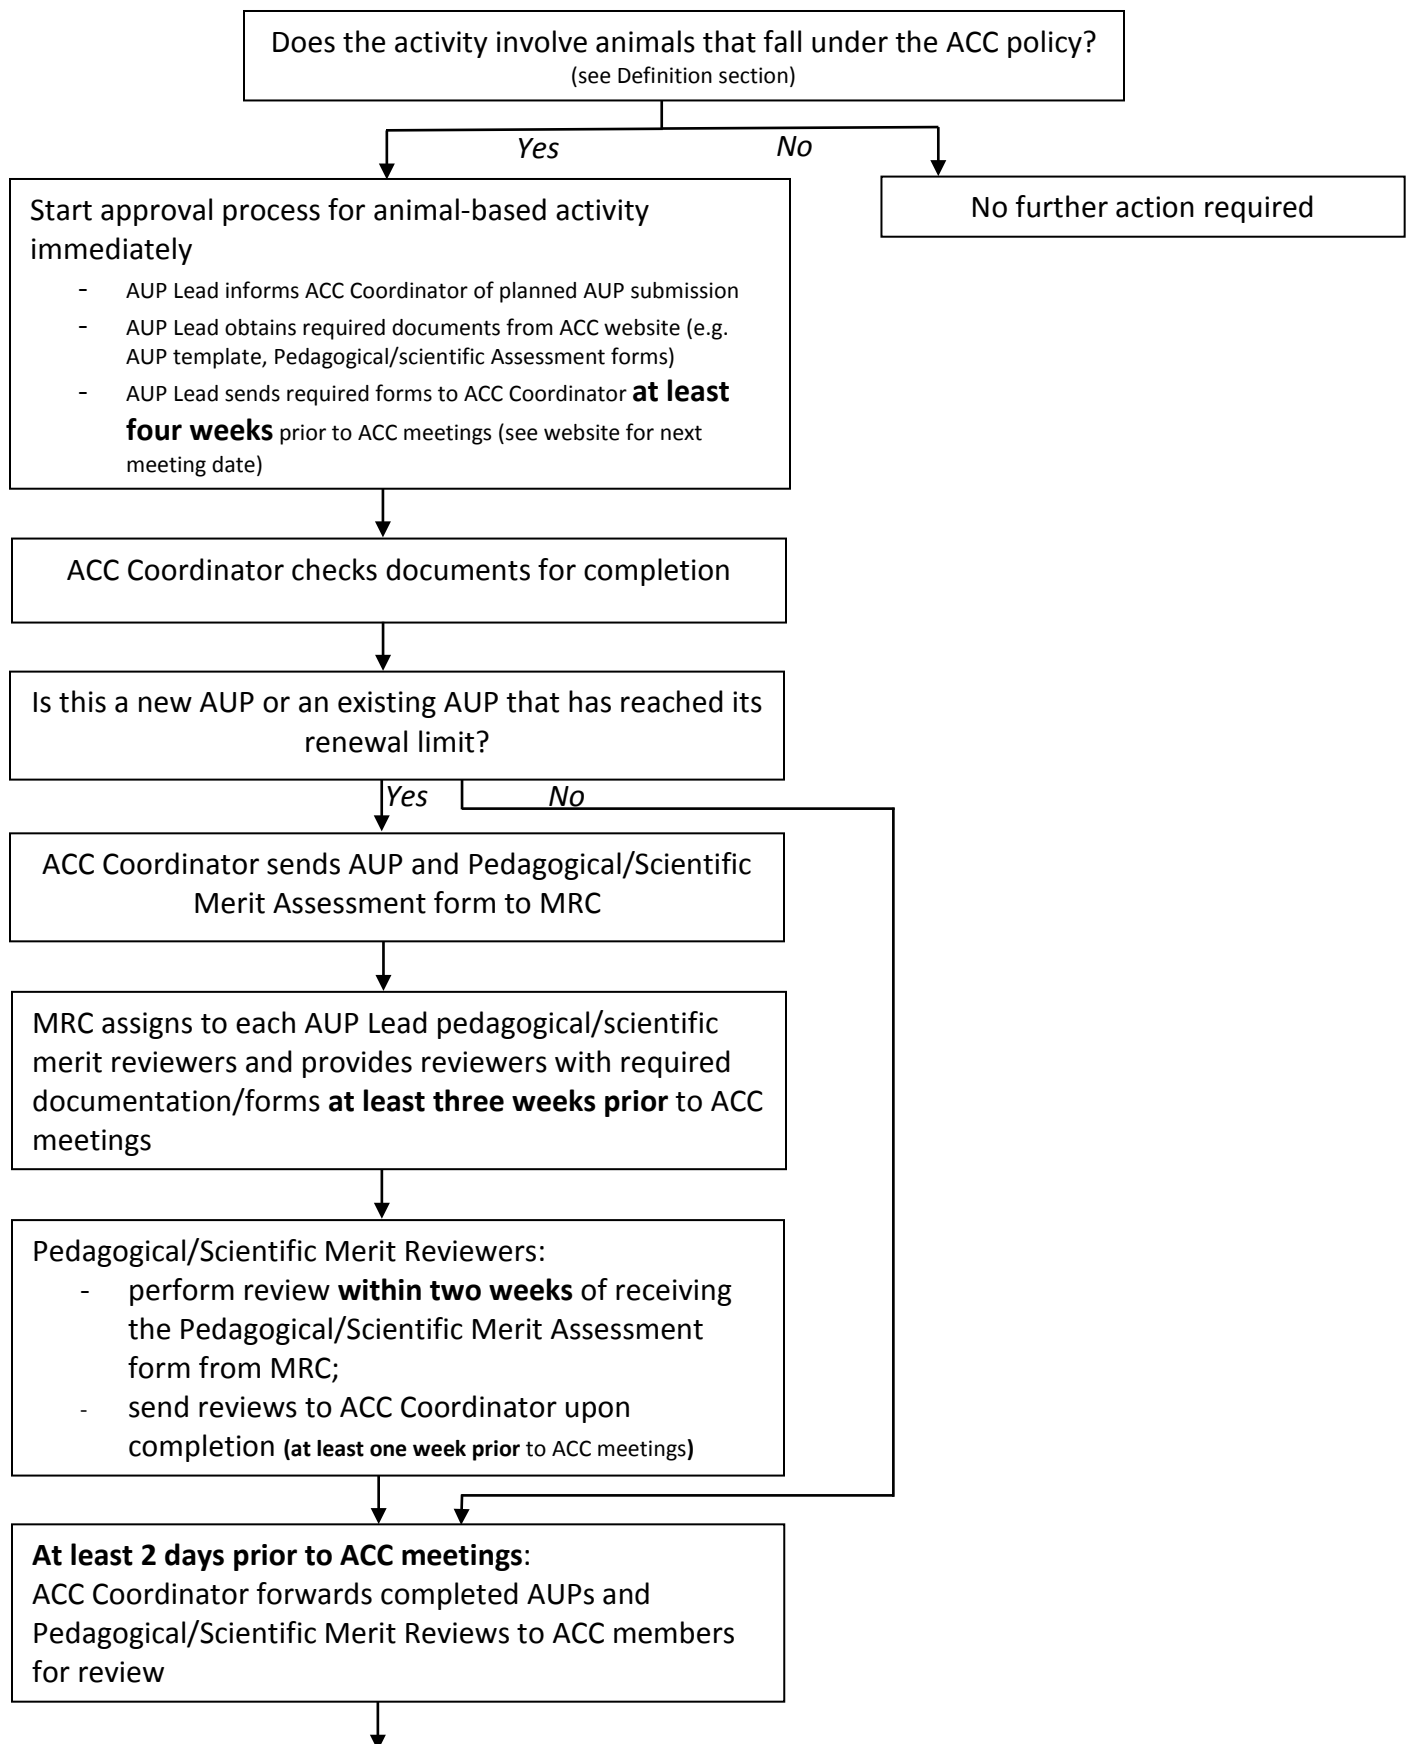 Does the activity involve animals that fall under the ACC policy?
(see Definition section)
Yes
No
Start approval process for animal-based activity
immediately
- AUP Lead informs ACC Coordinator of planned AUP submission
- AUP Lead obtains required documents from ACC website (e.g.
AUP template, Pedagogical/scientific Assessment forms)
- AUP Lead sends required forms to ACC Coordinator at least
four weeks prior to ACC meetings (see website for next
meeting date)
No further action required
ACC Coordinator checks documents for completion
Is this a new AUP or an existing AUP that has reached its
renewal limit?
Yes
No
ACC Coordinator sends AUP and Pedagogical/Scientific
Merit Assessment form to MRC
MRC assigns to each AUP Lead pedagogical/scientific
merit reviewers and provides reviewers with required
documentation/forms at least three weeks prior to ACC
meetings
Pedagogical/Scientific Merit Reviewers:
- perform review within two weeks of receiving
the Pedagogical/Scientific Merit Assessment
form from MRC;
- send reviews to ACC Coordinator upon
completion (at least one week prior to ACC meetings)
At least 2 days prior to ACC meetings:
ACC Coordinator forwards completed AUPs and
Pedagogical/Scientific Merit Reviews to ACC members
for review